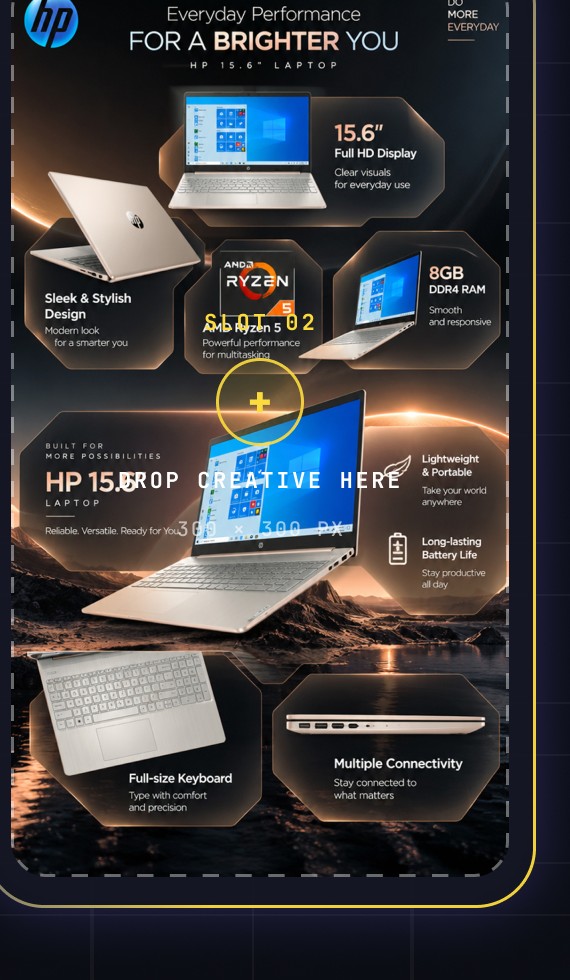 hp
Everyday Performance
FOR A BRIGHTER YOU
HP 15.6" LAPTOP
DO
MORE
EVERYDAY
15.6"
Full HD Display
Clear visuals
for everyday use
Sleek & Stylish
Design
Modern look
for a smarter you
AMD
RYZEN
5
AMD Ryzen 5
Powerful performance
for multitasking
SLOT 02
8GB
DDR4 RAM
Smooth
and responsive
+
BUILT FOR
MORE POSSIBILITIES
HP 15.6"
LAPTOP
Reliable. Versatile. Ready for You.
DROP CREATIVE HERE
300 × 300 PX
Lightweight
& Portable
Take your world
anywhere
Long-lasting
Battery Life
Stay productive
all day
Full-size Keyboard
Type with comfort
and precision
Multiple Connectivity
Stay connected to
what matters